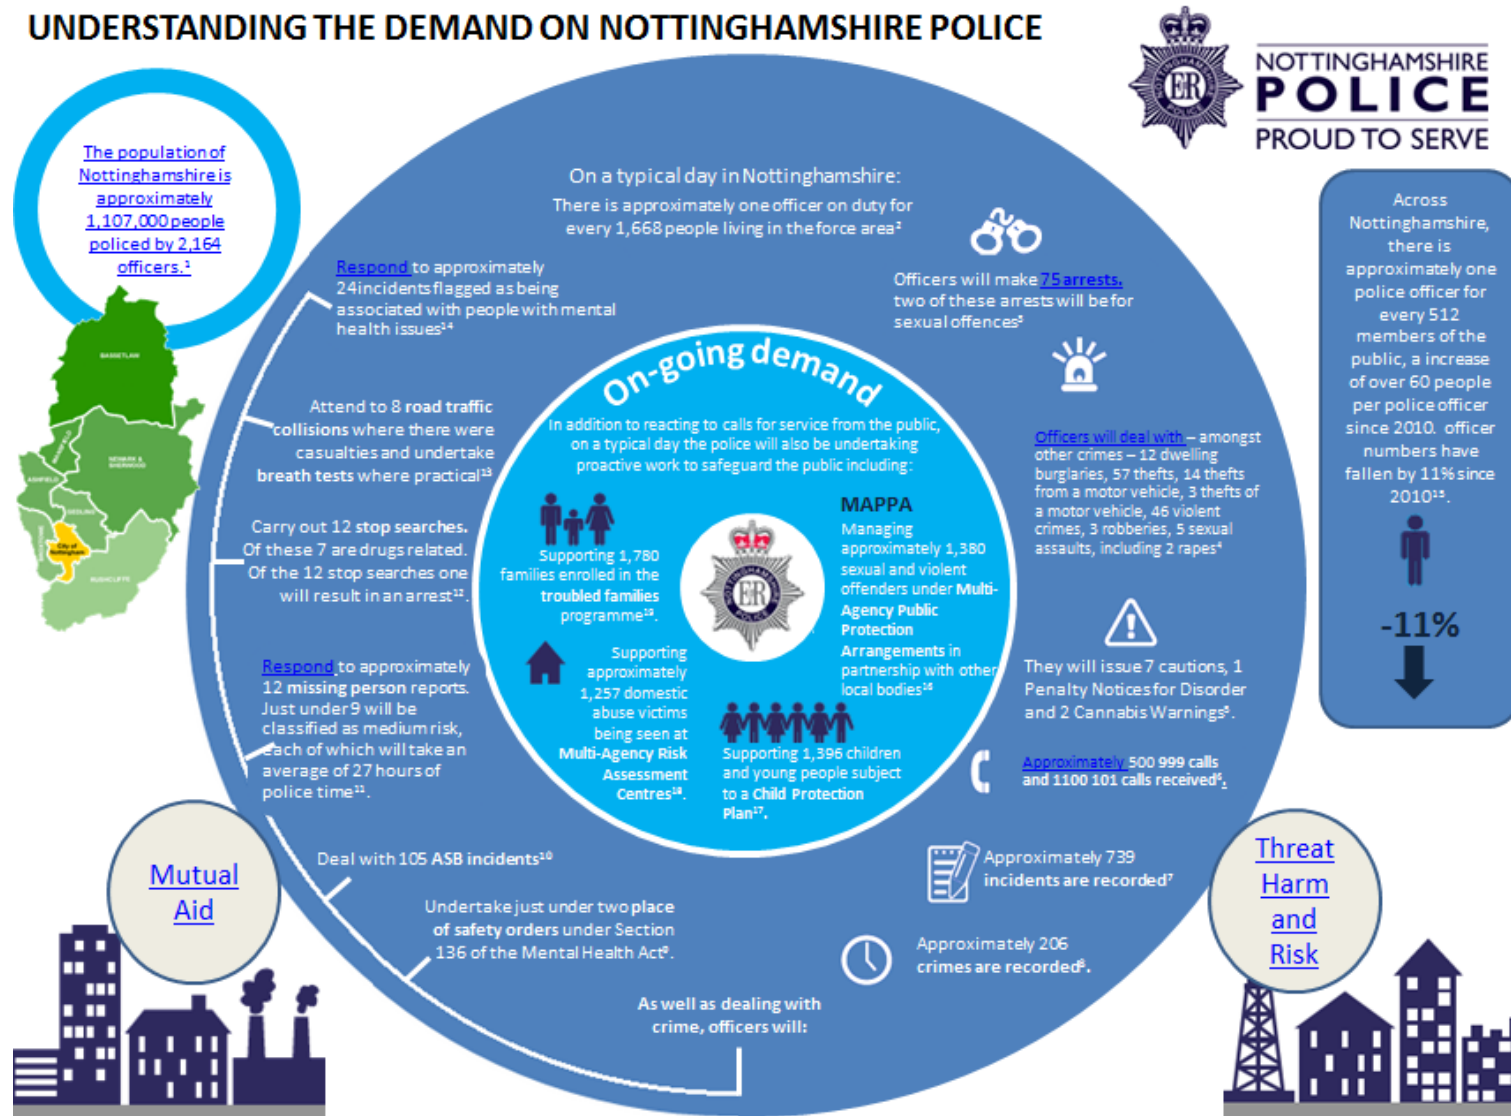 UNDERSTANDING THE DEMAND ON NOTTINGHAMSHIRE POLICE
NOTTINGHAMSHIRE
POLICE
PROUD TO SERVE
The population of
Nottinghamshire is
approximately
1,107,000 people
policed by 2,164
officers.¹
BASSETLAW
NEWARK &
SHERWOOD
ASHFIELD
GEDLING
City of
Nottingham
RUSHCLIFFE
On a typical day in Nottinghamshire:
There is approximately one officer on duty for
every 1,668 people living in the force area²
Officers will make 75 arrests,
two of these arrests will be for
sexual offences³
Officers will deal with – amongst
other crimes – 12 dwelling
burglaries, 57 thefts, 14 thefts
from a motor vehicle, 3 thefts of
a motor vehicle, 46 violent
crimes, 3 robberies, 5 sexual
assaults, including 2 rapes⁴
They will issue 7 cautions, 1
Penalty Notices for Disorder
and 2 Cannabis Warnings⁵.
Approximately 500 999 calls
and 1100 101 calls received⁶.
Approximately 739
incidents are recorded⁷
Approximately 206
crimes are recorded⁸.
As well as dealing with
crime, officers will:
Undertake just under two place
of safety orders under Section
136 of the Mental Health Act⁹.
Deal with 105 ASB incidents¹⁰
Respond to approximately
12 missing person reports.
Just under 9 will be
classified as medium risk,
each of which will take an
average of 27 hours of
police time¹¹.
Carry out 12 stop searches.
Of these 7 are drugs related.
Of the 12 stop searches one
will result in an arrest¹².
Attend to 8 road traffic
collisions where there were
casualties and undertake
breath tests where practical¹³
Respond to approximately
24 incidents flagged as being
associated with people with mental
health issues¹⁴
On-going demand
In addition to reacting to calls for service from the public,
on a typical day the police will also be undertaking
proactive work to safeguard the public including:
MAPPA
Managing
approximately 1,380
sexual and violent
offenders under Multi-
Agency Public
Protection
Arrangements in
partnership with other
local bodies¹⁶
Supporting 1,396 children
and young people subject
to a Child Protection
Plan¹⁷.
Supporting
approximately
1,257 domestic
abuse victims
being seen at
Multi-Agency Risk
Assessment
Centres¹⁸.
Supporting 1,780
families enrolled in the
troubled families
programme¹⁹.
NOTTINGHAMSHIRE
ER
POLICE
Across
Nottinghamshire,
there is
approximately one
police officer for
every 512
members of the
public, a increase
of over 60 people
per police officer
since 2010. officer
numbers have
fallen by 11% since
2010¹⁵.
-11%
Mutual
Aid
Threat
Harm
and
Risk